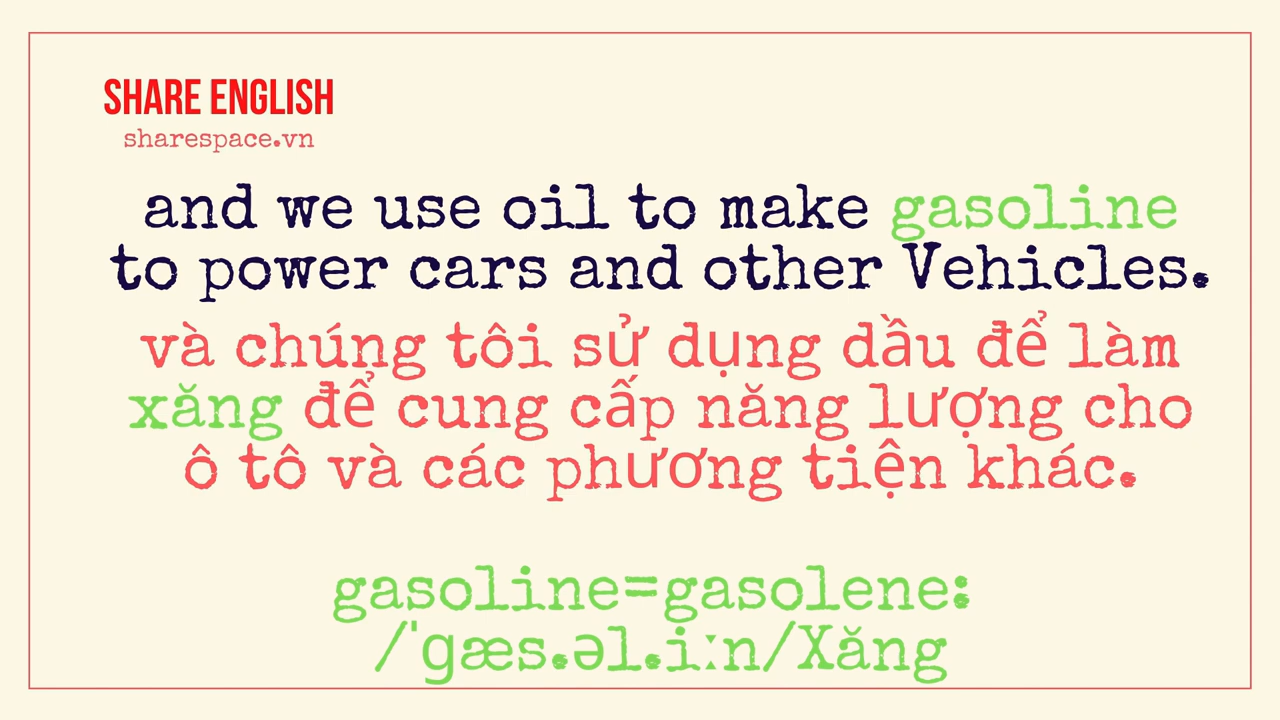 SHARE ENGLISH
sharespace.vn
and we use oil to make gasoline
to power cars and other Vehicles.
và chúng tôi sử dụng dầu để làm
xăng để cung cấp năng lượng cho
ô tô và các phương tiện khác.
gasoline=gasolene:
/ˈɡæs.əl.iːn/Xăng